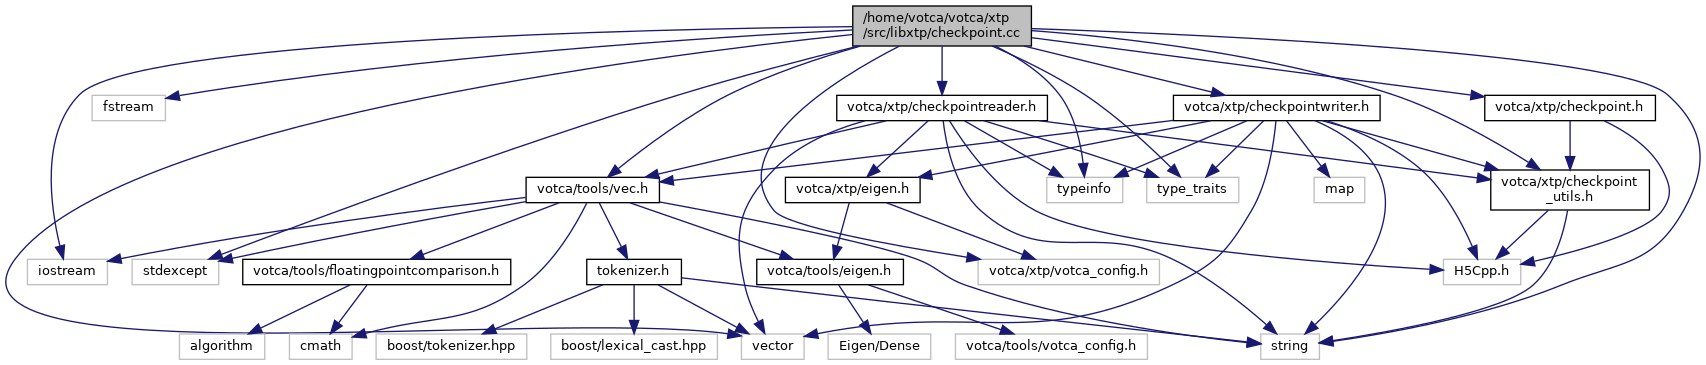 /home/votca/votca/xtp
/src/libxtp/checkpoint.cc
fstream
votca/xtp/checkpointreader.h
votca/xtp/checkpointwriter.h
votca/xtp/checkpoint.h
votca/tools/vec.h
votca/xtp/eigen.h
typeinfo
type_traits
map
votca/xtp/checkpoint
_utils.h
iostream
stdexcept
votca/tools/floatingpointcomparison.h
tokenizer.h
votca/tools/eigen.h
votca/xtp/votca_config.h
H5Cpp.h
algorithm
cmath
boost/tokenizer.hpp
boost/lexical_cast.hpp
vector
Eigen/Dense
votca/tools/votca_config.h
string